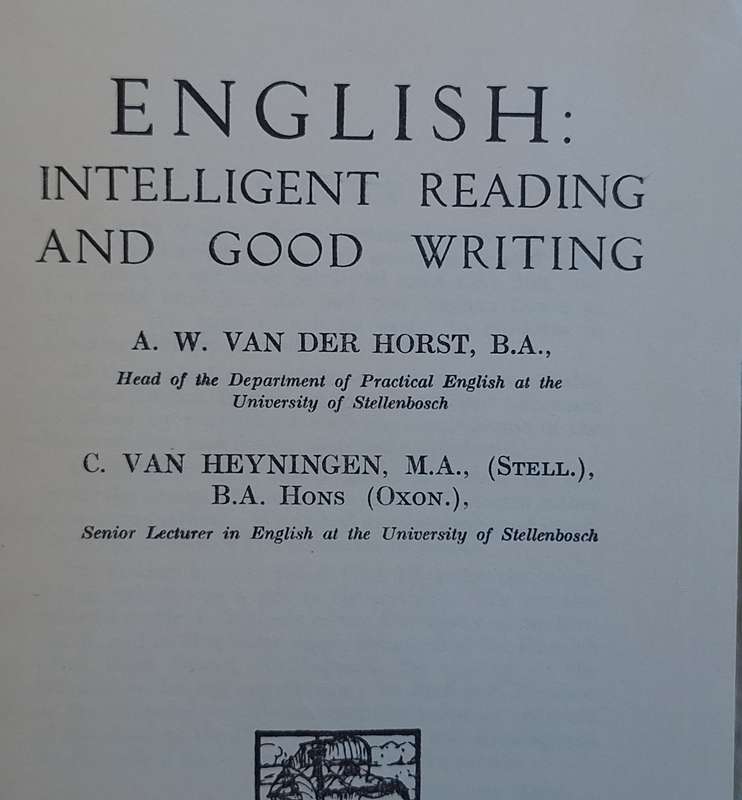 ENGLISH:
INTELLIGENT READING
AND GOOD WRITING
A. W. VAN DER HORST, B.A.,
Head of the Department of Practical English at the
University of Stellenbosch
C. VAN HEYNINGEN, M.A., (STELL.),
B.A. HONS (OXON.),
Senior Lecturer in English at the University of Stellenbosch